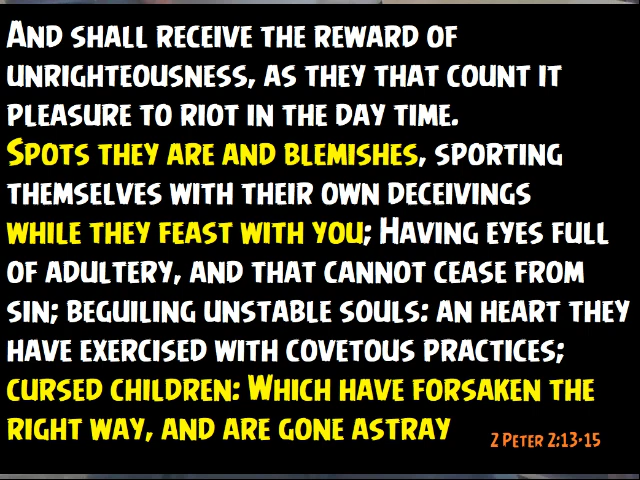 And shall receive the reward of
unrighteousness, as they that count it
pleasure to riot in the day time.
Spots they are and blemishes, sporting
themselves with their own deceivings
while they feast with you; Having eyes full
of adultery, and that cannot cease from
sin; beguiling unstable souls: an heart they
have exercised with covetous practices;
cursed children: Which have forsaken the
right way, and are gone astray
2 Peter 2:13-15